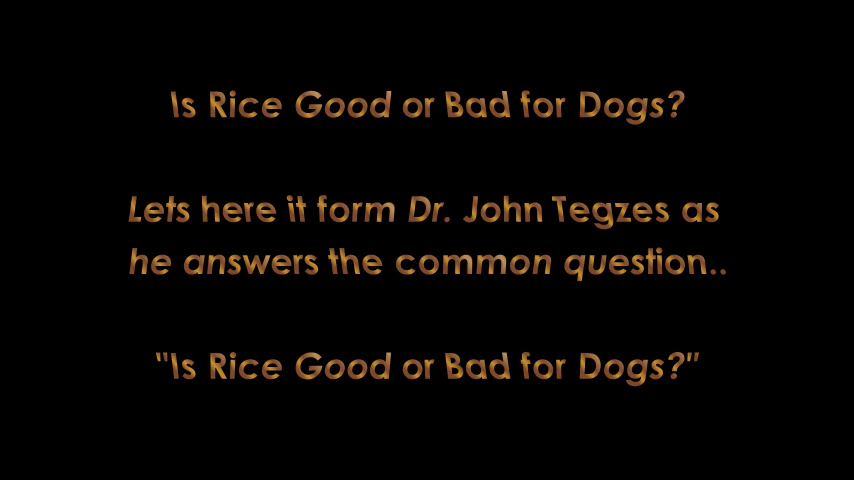 Is Rice Good or Bad for Dogs?
Lets here it form Dr. John Tegzes as
he answers the common question..
"Is Rice Good or Bad for Dogs?"